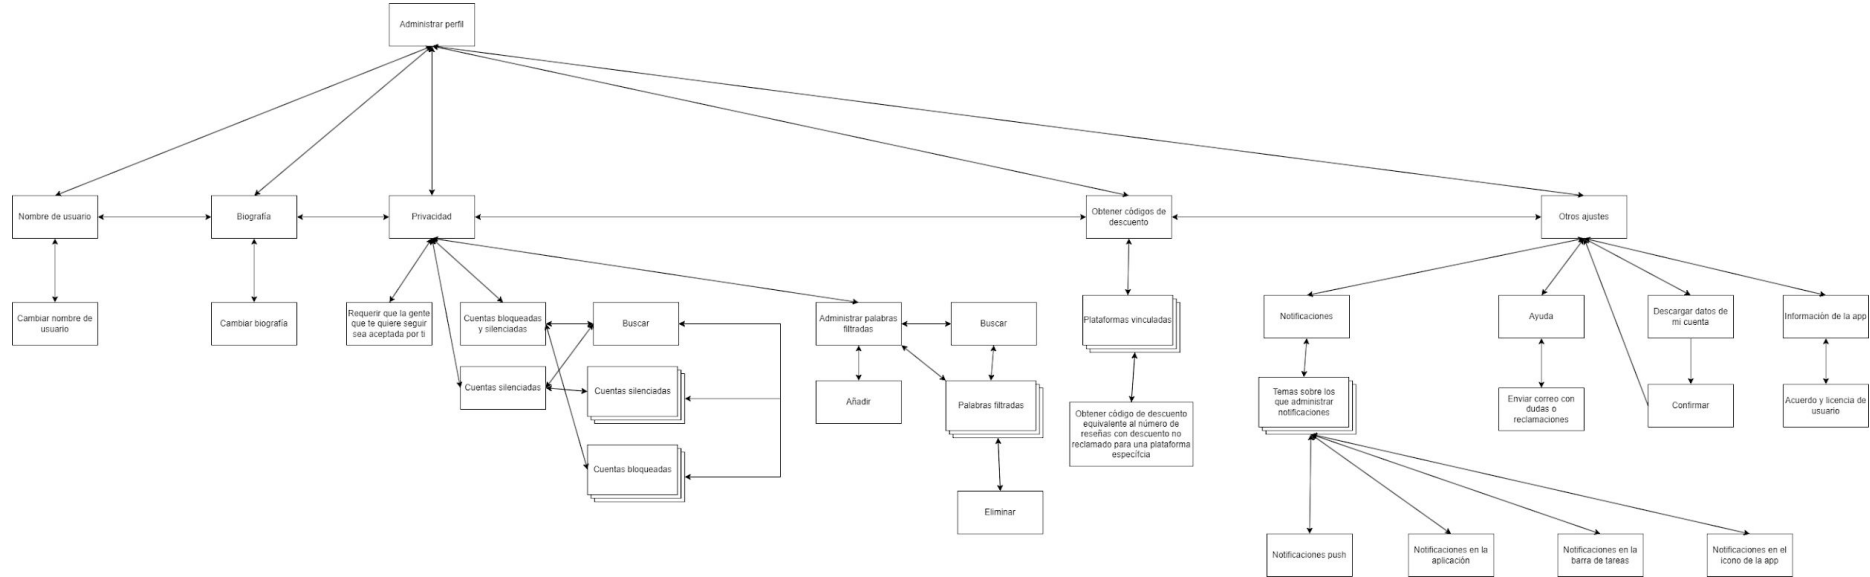 Administrar perfil
Nombre de usuario
Biografía
Privacidad
Obtener códigos de
descuento
Otros ajustes
Cambiar nombre de
usuario
Cambiar biografía
Requerir que la gente
que te quiere seguir
sea aceptada por ti
Cuentas bloqueadas
y silenciadas
Buscar
Administrar palabras
filtradas
Buscar
Plataformas vinculadas
Notificaciones
Ayuda
Descargar datos de
mi cuenta
Información de la app
Cuentas silenciadas
Cuentas silenciadas
Añadir
Palabras filtradas
Obtener código de descuento
equivalente al número de
reseñas con descuento no
reclamado para una plataforma
especifcia
Temas sobre los
que administrar
notificaciones
Enviar correo con
dudas o
reclamaciones
Confirmar
Acuerdo y licencia de
usuario
Cuentas bloqueadas
Eliminar
Notificaciones push
Notificaciones en la
aplicación
Notificaciones en la
barra de tareas
Notificaciones en el
icono de la app